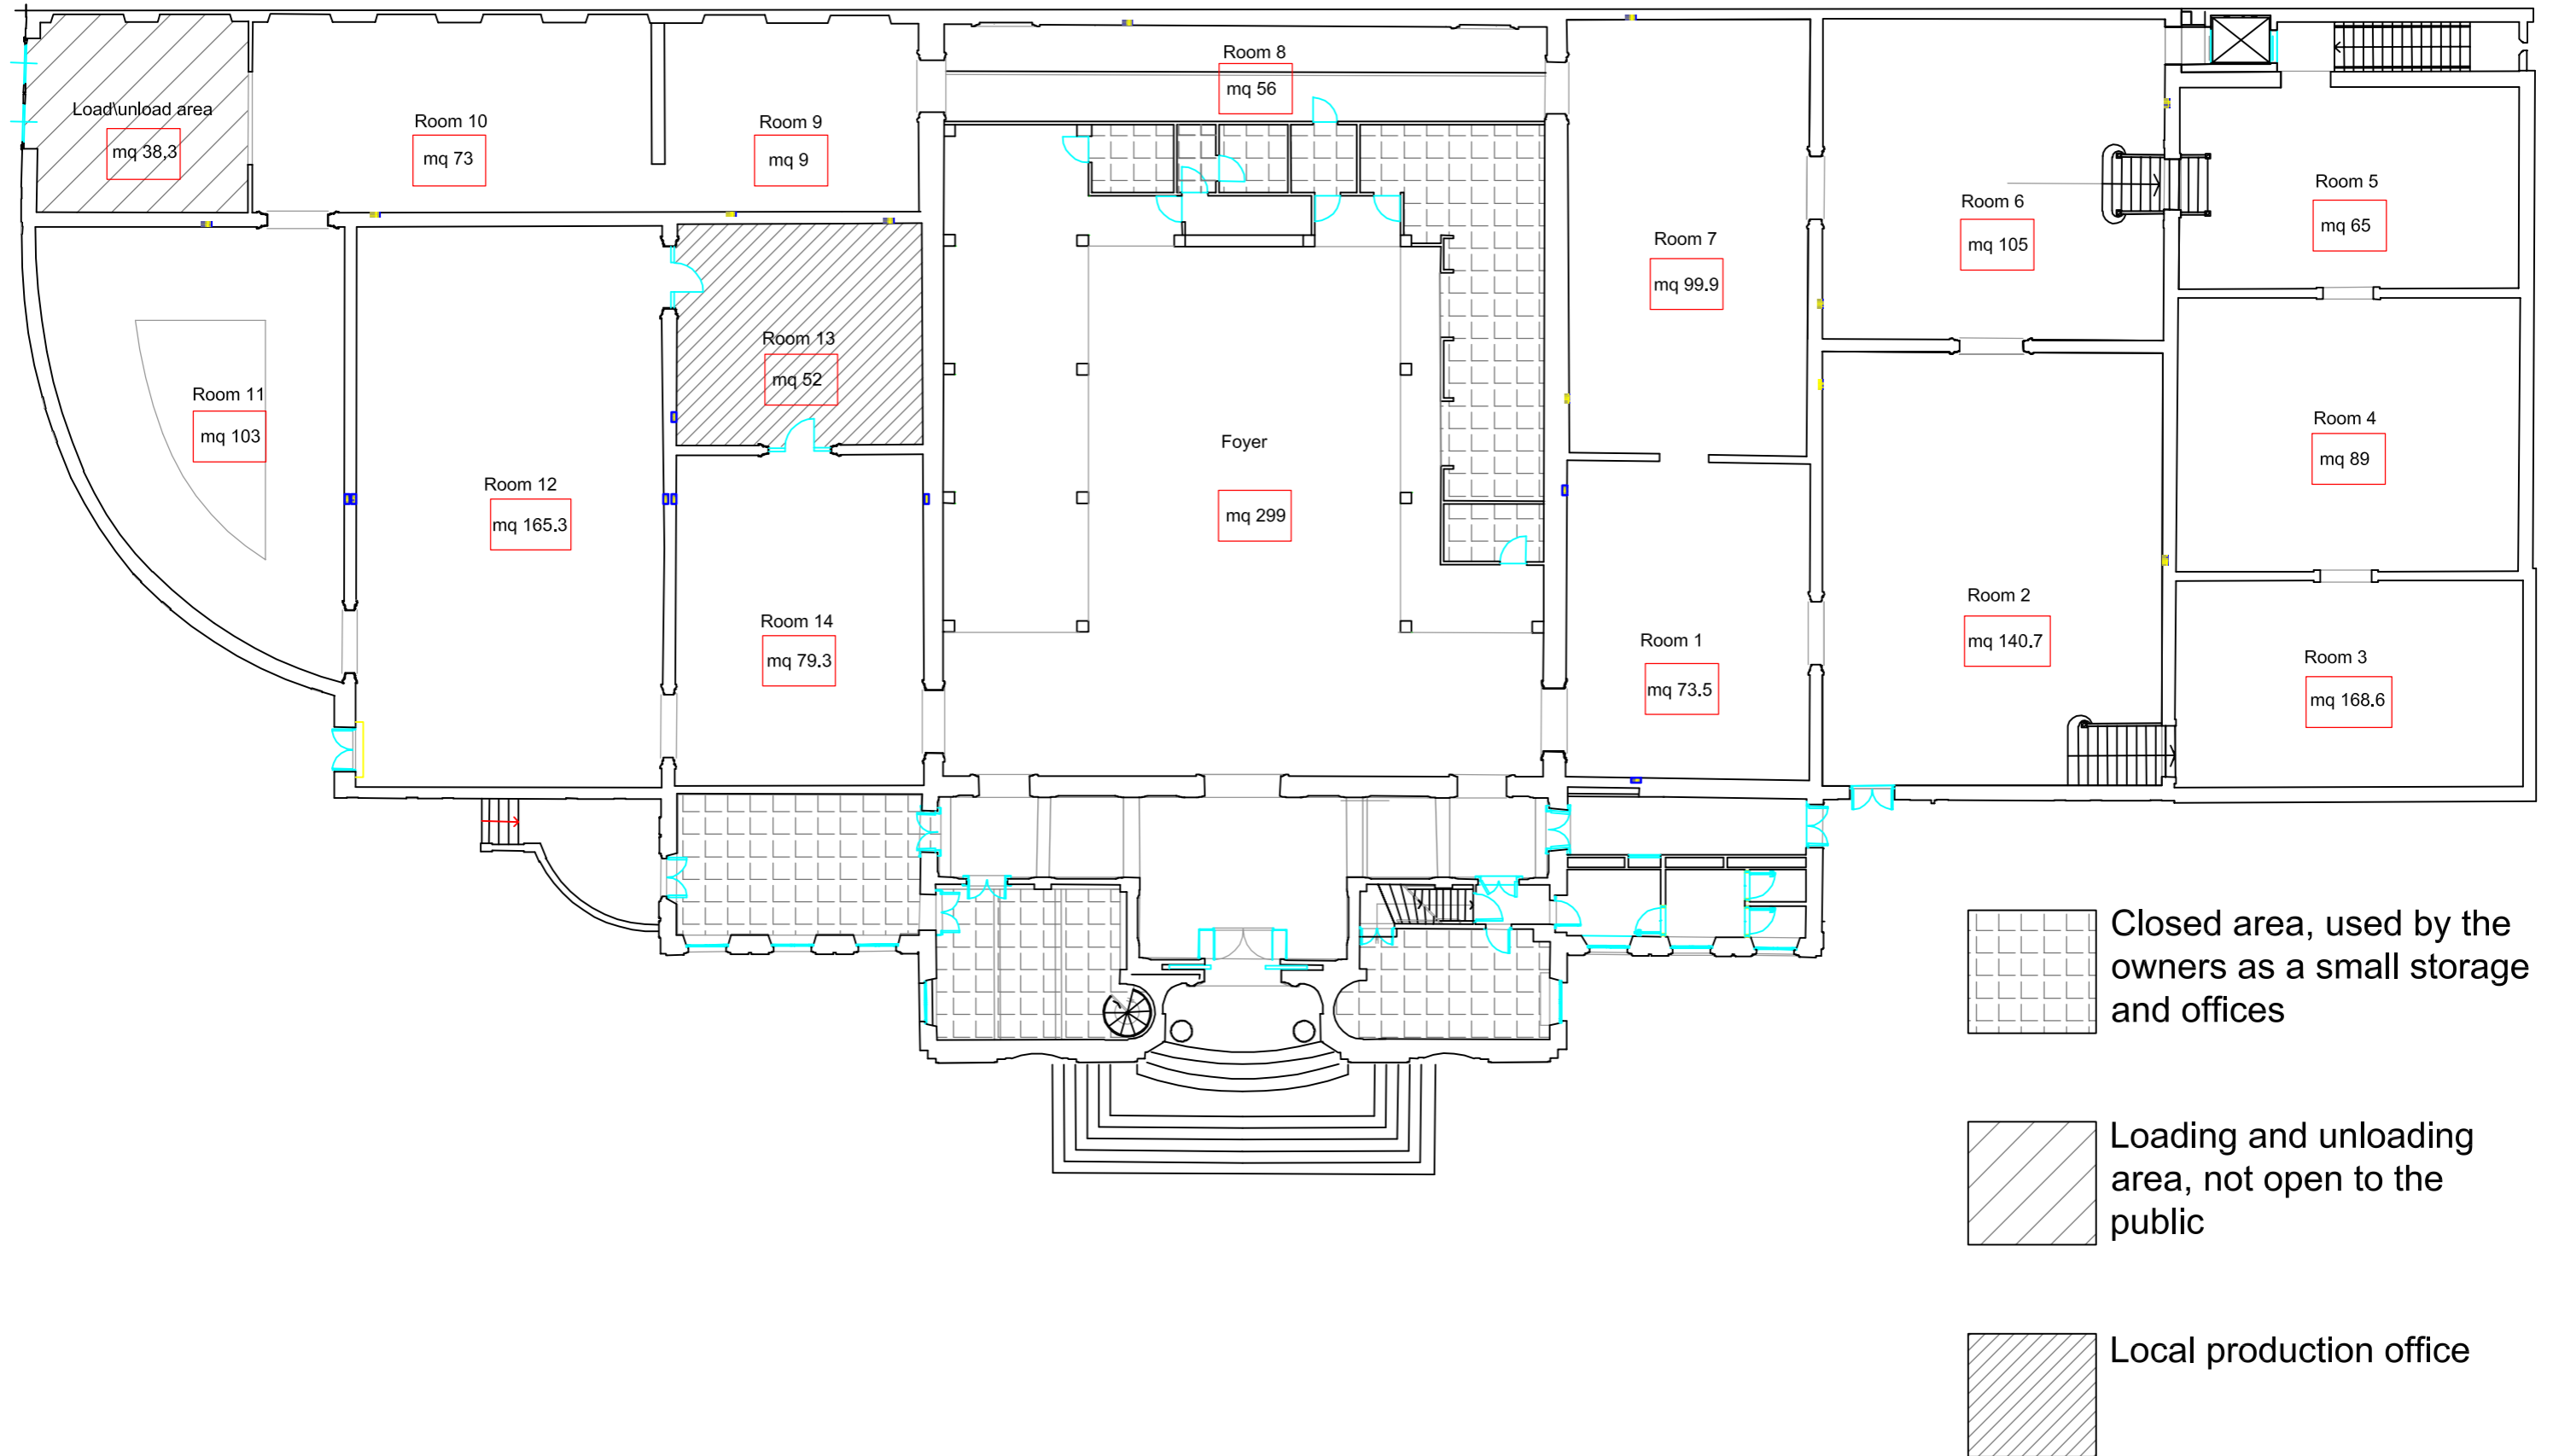 Load\unload area
mq 38,3
Room 10
mq 73
Room 9
mq 9
Room 8
mq 56
Room 7
mq 99.9
Room 6
mq 105
Room 5
mq 65
Room 4
mq 89
Room 3
mq 168.6
Room 2
mq 140.7
Room 1
mq 73.5
Foyer
mq 299
Room 11
mq 103
Room 12
mq 165.3
Room 13
mq 52
Room 14
mq 79.3
Closed area, used by the
owners as a small storage
and offices
Loading and unloading
area, not open to the
public
Local production office